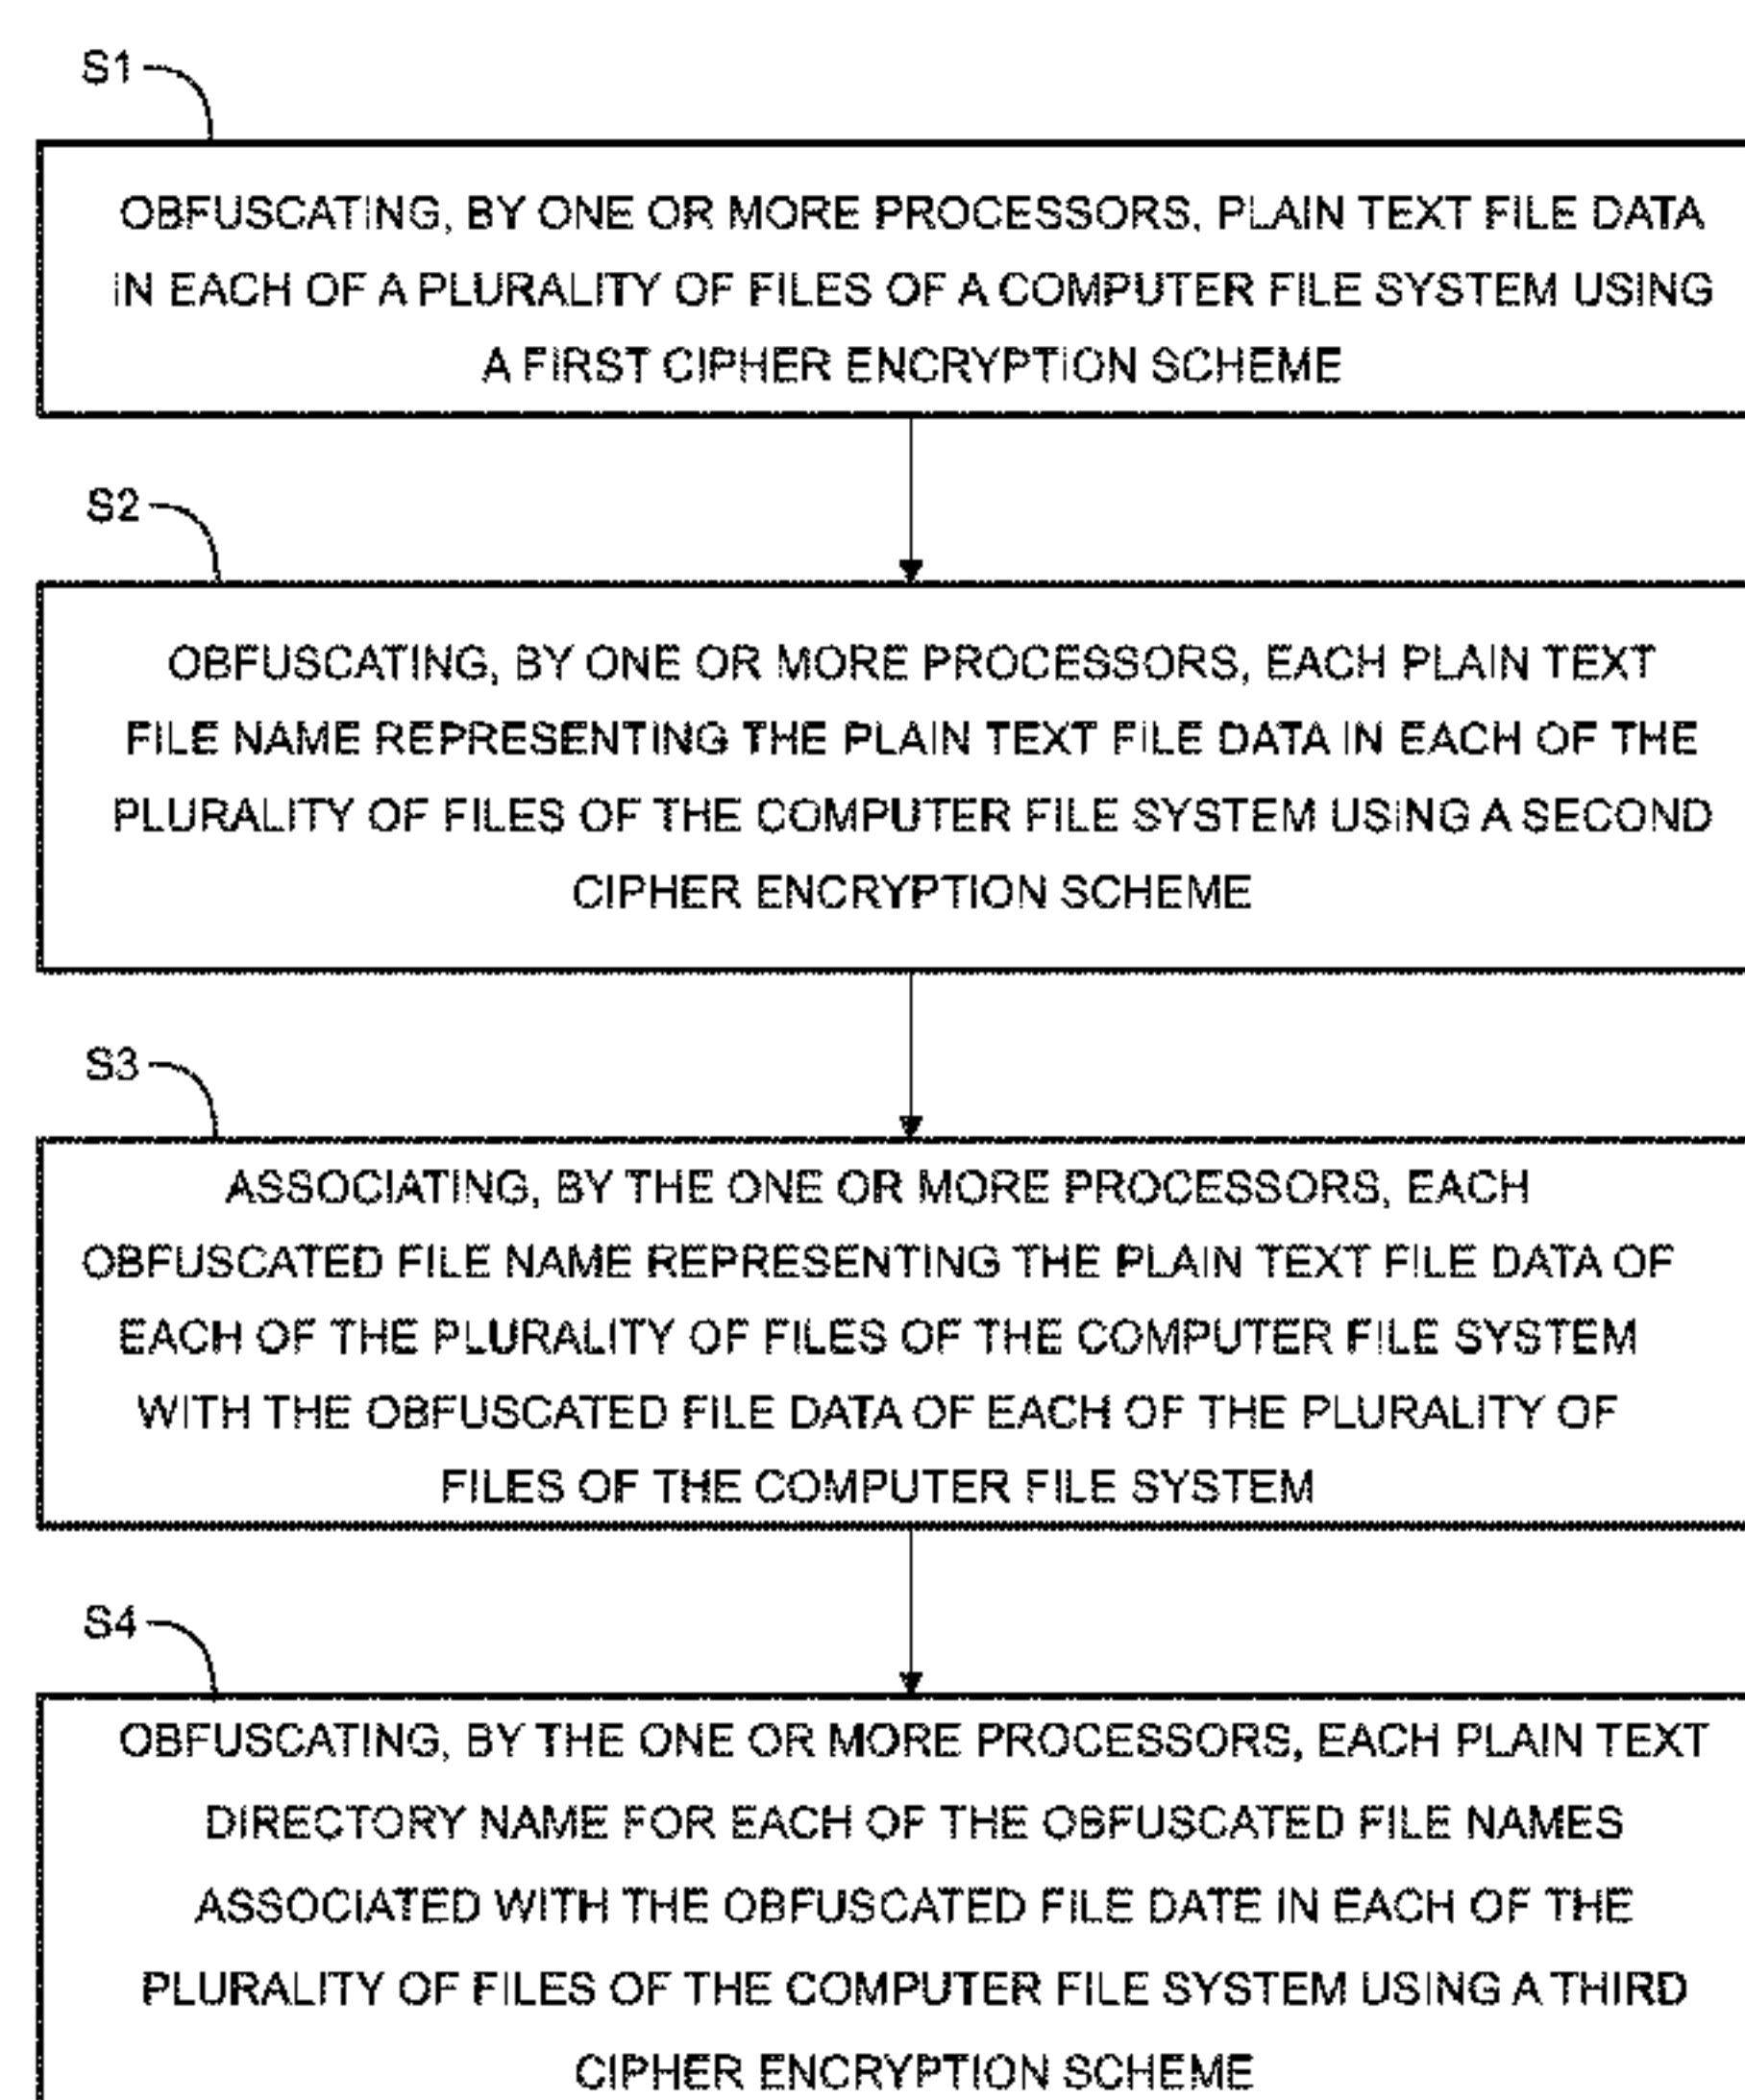 S1
OBFUSCATING, BY ONE OR MORE PROCESSORS, PLAIN TEXT FILE DATA
IN EACH OF A PLURALITY OF FILES OF A COMPUTER FILE SYSTEM USING
A FIRST CIPHER ENCRYPTION SCHEME
S2
OBFUSCATING, BY ONE OR MORE PROCESSORS, EACH PLAIN TEXT
FILE NAME REPRESENTING THE PLAIN TEXT FILE DATA IN EACH OF THE
PLURALITY OF FILES OF THE COMPUTER FILE SYSTEM USING A SECOND
CIPHER ENCRYPTION SCHEME
S3
ASSOCIATING, BY THE ONE OR MORE PROCESSORS, EACH
OBFUSCATED FILE NAME REPRESENTING THE PLAIN TEXT FILE DATA OF
EACH OF THE PLURALITY OF FILES OF THE COMPUTER FILE SYSTEM
WITH THE OBFUSCATED FILE DATA OF EACH OF THE PLURALITY OF
FILES OF THE COMPUTER FILE SYSTEM
S4
OBFUSCATING, BY THE ONE OR MORE PROCESSORS, EACH PLAIN TEXT
DIRECTORY NAME FOR EACH OF THE OBFUSCATED FILE NAMES
ASSOCIATED WITH THE OBFUSCATED FILE DATE IN EACH OF THE
PLURALITY OF FILES OF THE COMPUTER FILE SYSTEM USING A THIRD
CIPHER ENCRYPTION SCHEME